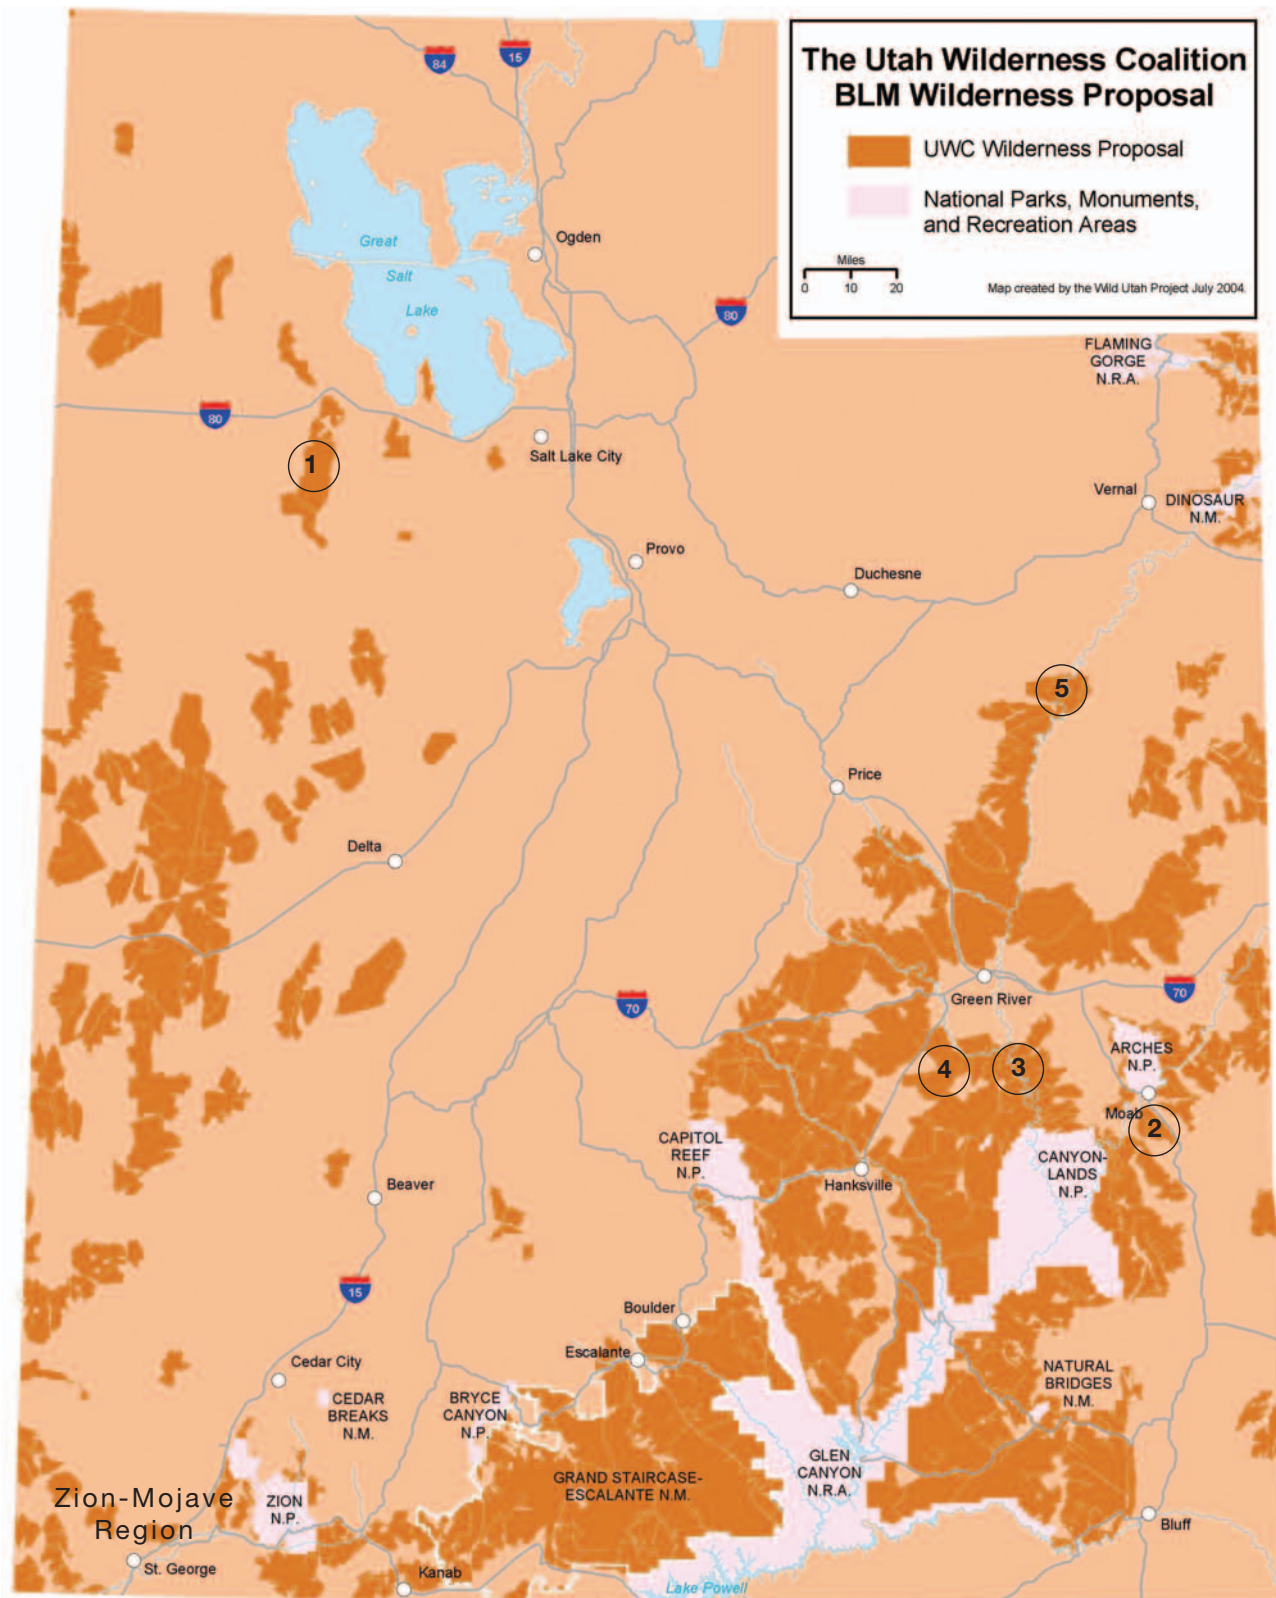 The Utah Wilderness Coalition
BLM Wilderness Proposal
UWC Wilderness Proposal
National Parks, Monuments,
and Recreation Areas
Miles
0 10 20
Map created by the Wild Utah Project July 2004.
84
15
Great
Salt
Lake
Ogden
80
FLAMING
GORGE
N.R.A.
80
Salt Lake City
1
Vernal
DINOSAUR
N.M.
Provo
Duchesne
5
Price
Delta
Green River
70
70
ARCHES
N.P.
4
3
Moab
2
CAPITOL
REEF
N.P.
CANYON-
LANDS
N.P.
Hanksville
Beaver
15
Boulder
Escalante
Cedar City
CEDAR
BREAKS
N.M.
BRYCE
CANYON
N.P.
NATURAL
BRIDGES
N.M.
GRAND STAIRCASE-
ESCALANTE N.M.
GLEN
CANYON
N.R.A.
Zion-Mojave
Region
ZION
N.P.
Bluff
St. George
Kanab
Lake Powell